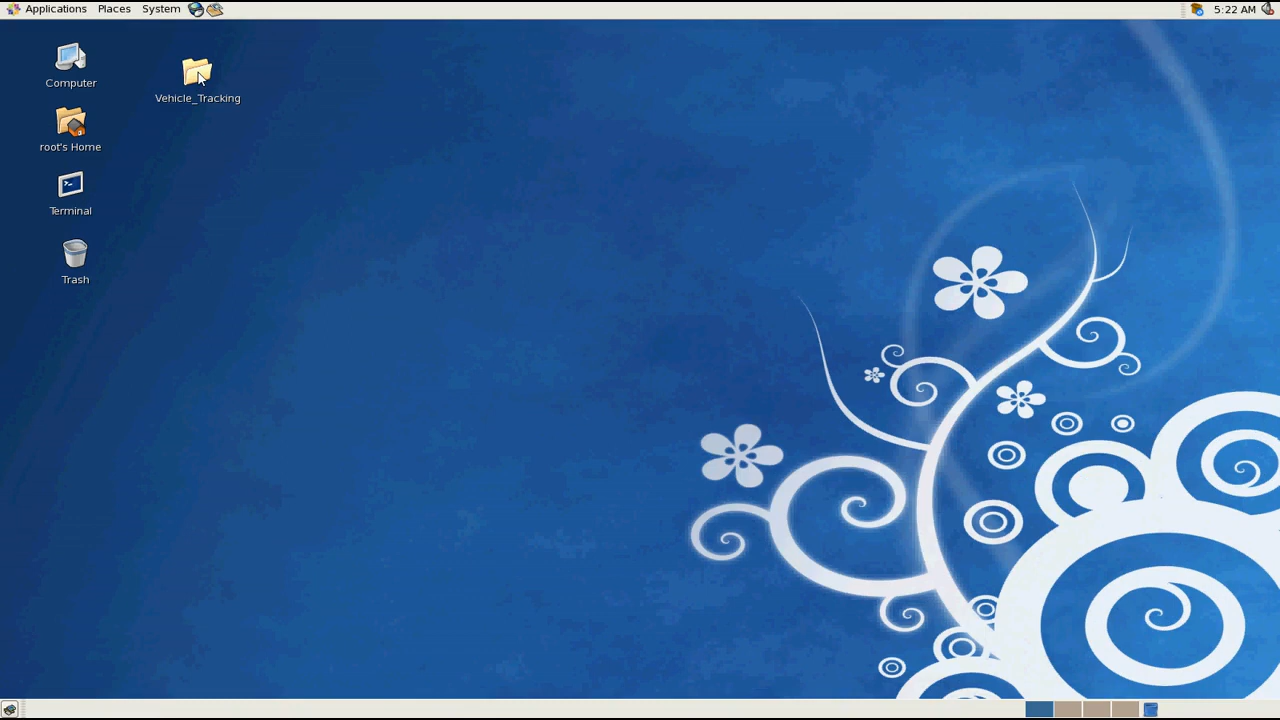 Applications Places System 5:22 AM
Computer
Vehicle_Tracking
root's Home
Terminal
Trash